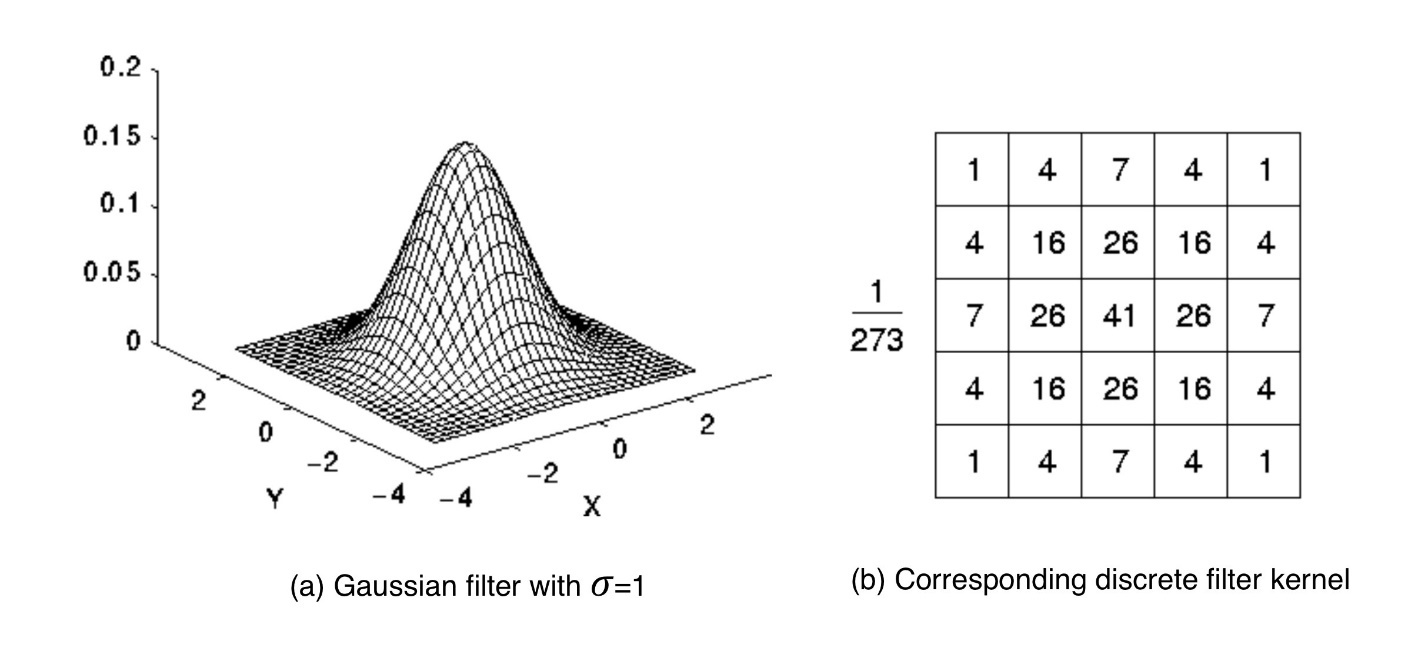 0.2
0.15
0.1
0.05
0
2
0
−2
−4
Y
−4
−2
0
2
X
(a) Gaussian filter with σ=1
1
273
1 4 7 4 1
4 16 26 16 4
7 26 41 26 7
4 16 26 16 4
1 4 7 4 1
(b) Corresponding discrete filter kernel